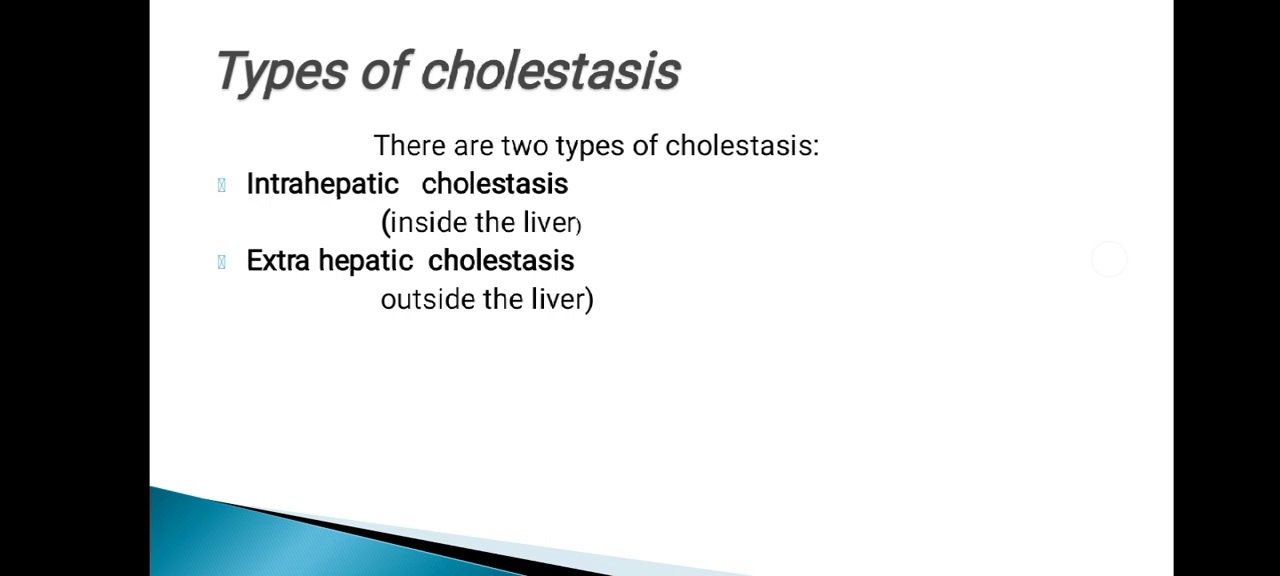 Types of cholestasis
There are two types of cholestasis:
Intrahepatic cholestasis
(inside the liver)
Extra hepatic cholestasis
outside the liver)